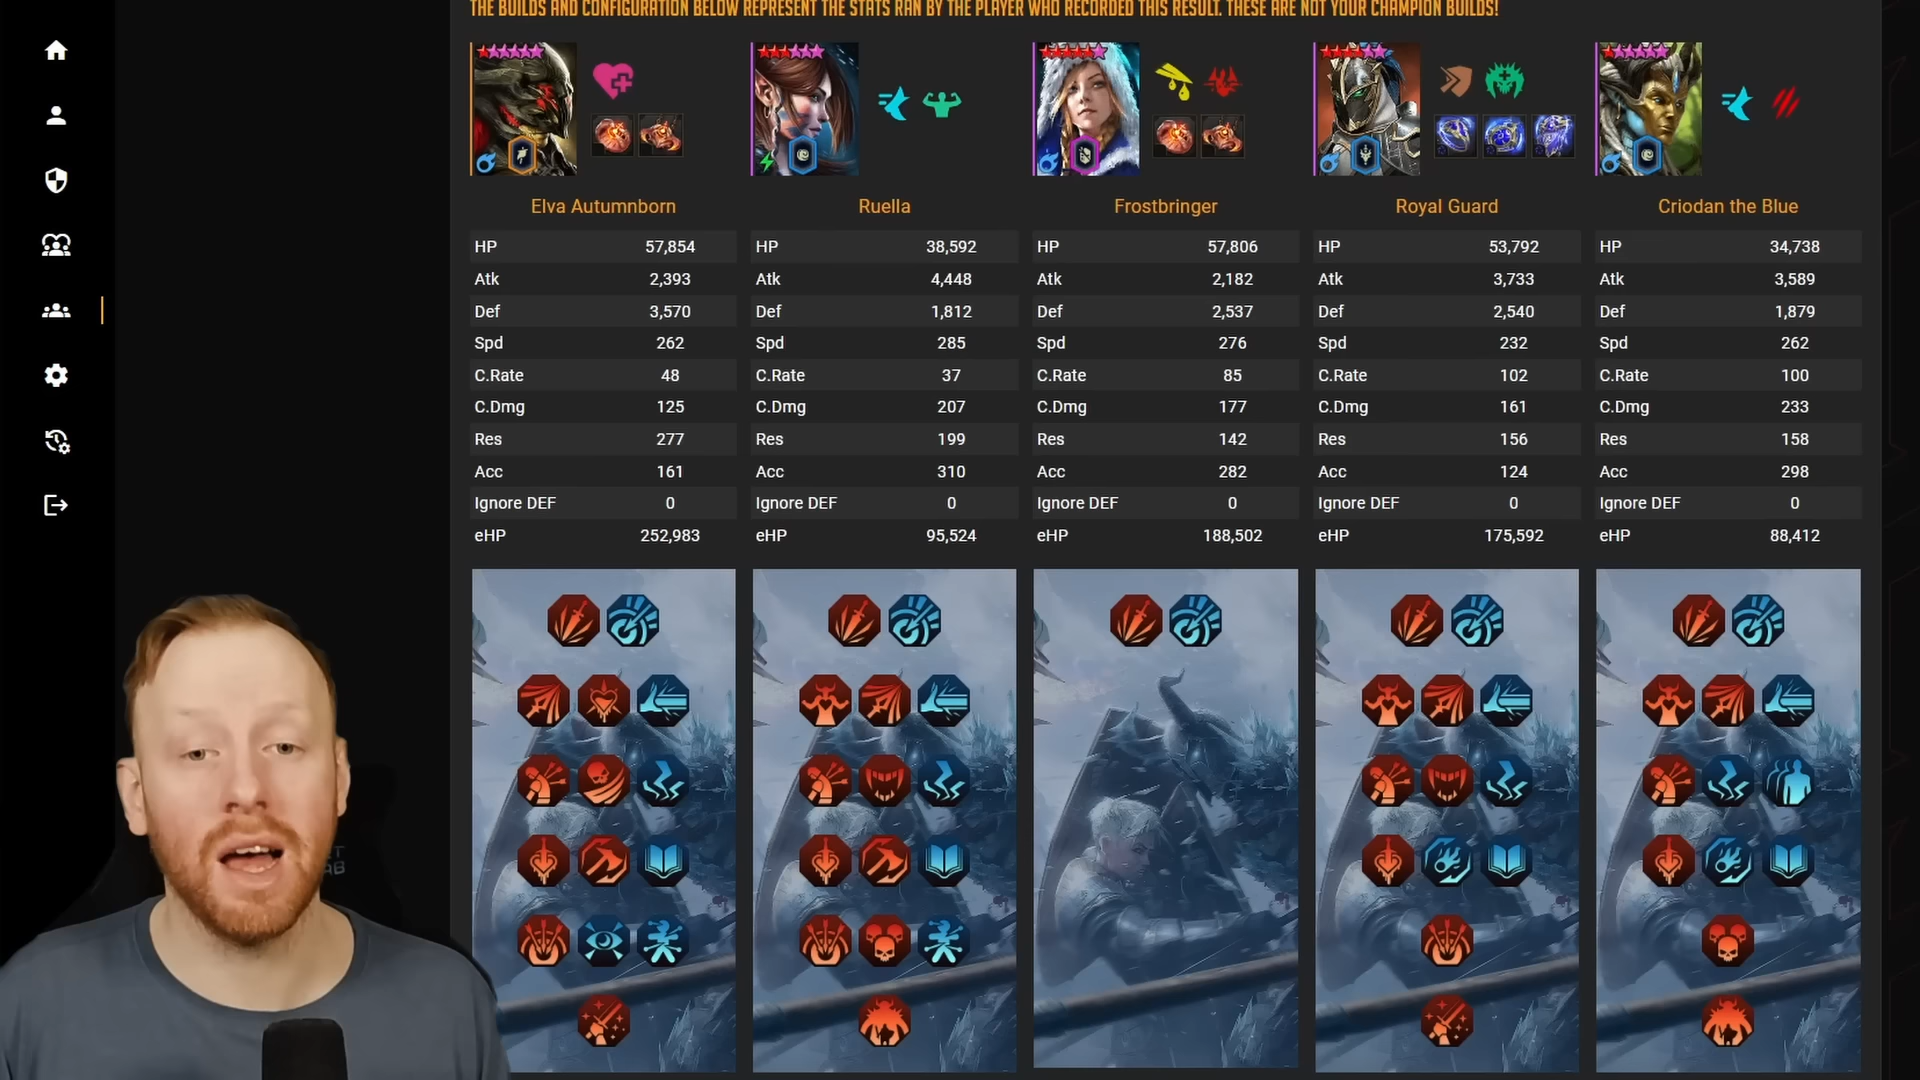 THE BUILDS AND CONFIGURATION BELOW REPRESENT THE STATS RAN BY THE PLAYER WHO RECORDED THIS RESULT. THESE ARE NOT YOUR CHAMPION BUILDS!
Elva Autumnborn
HP 57,854
Atk 2,393
Def 3,570
Spd 262
C.Rate 48
C.Dmg 125
Res 277
Acc 161
Ignore DEF 0
eHP 252,983
Ruella
HP 38,592
Atk 4,448
Def 1,812
Spd 285
C.Rate 37
C.Dmg 207
Res 199
Acc 310
Ignore DEF 0
eHP 95,524
Frostbringer
HP 57,806
Atk 2,182
Def 2,537
Spd 276
C.Rate 85
C.Dmg 177
Res 142
Acc 282
Ignore DEF 0
eHP 188,502
Royal Guard
HP 53,792
Atk 3,733
Def 2,540
Spd 232
C.Rate 102
C.Dmg 161
Res 156
Acc 124
Ignore DEF 0
eHP 175,592
Criodan the Blue
HP 34,738
Atk 3,589
Def 1,879
Spd 262
C.Rate 100
C.Dmg 233
Res 158
Acc 298
Ignore DEF 0
eHP 88,412